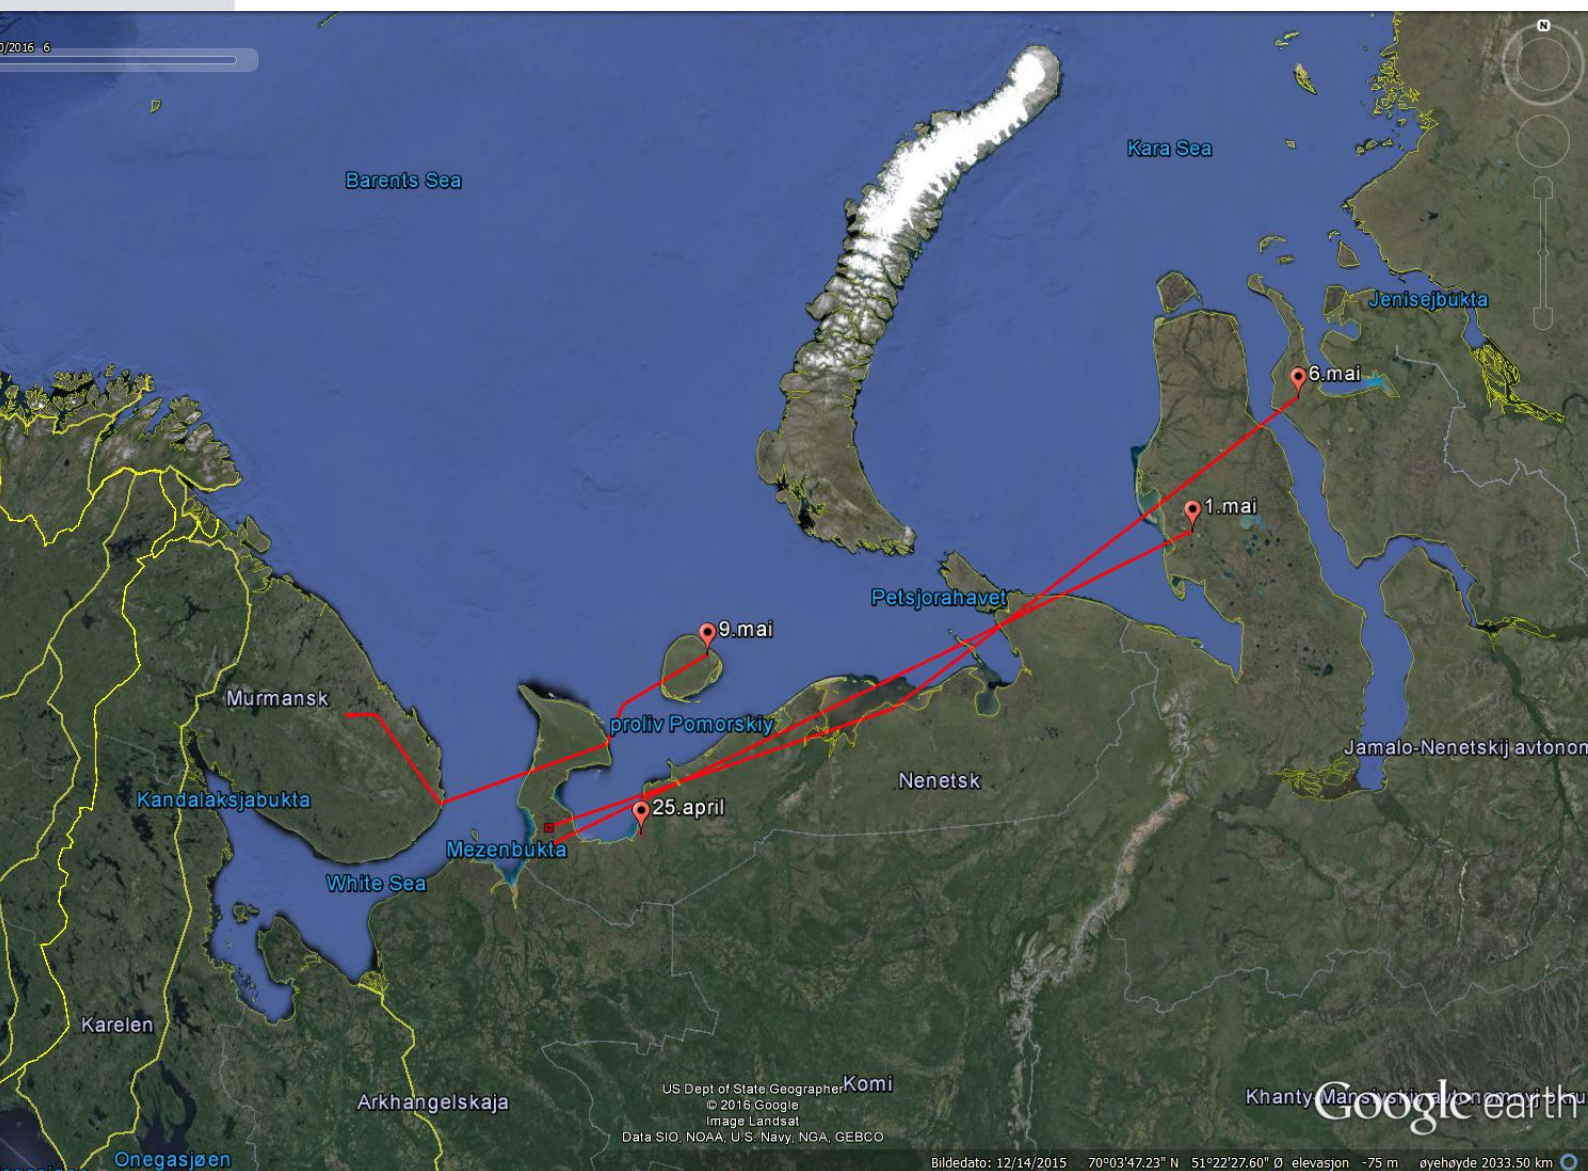 0/2016 6
N
Kara Sea
Barents Sea
Jenisejbukta
6.mai
1.mai
Petsjorahavet
9.mai
Murmansk
proliv Pomorskiy
Jamalo-Nenetskij avtonon
Nenetsk
Kandalaksjabukta
25.april
Mezenbukta
White Sea
Karelen
Komi
US Dept of State Geographer
© 2016 Google
Image Landsat
Data SIO, NOAA, U.S. Navy, NGA, GEBCO
Arkhangelskaja
Google earth
Onegasjøen
Bildedato: 12/14/2015 70°03'47.23" N 51°22'27.60" Ø elevasjon -75 m øyehøyde 2033.50 km